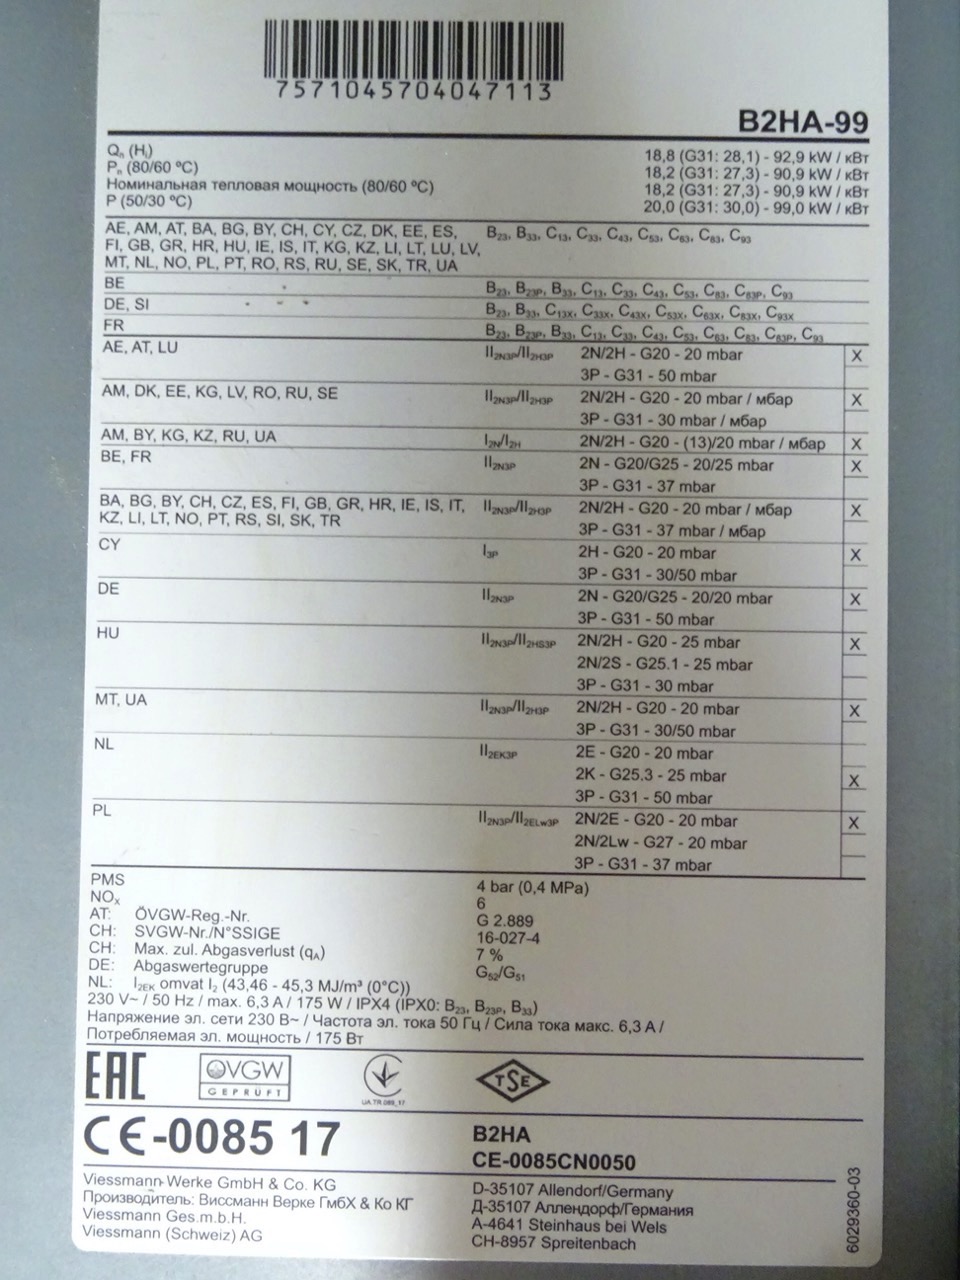 7571045704047113
B2HA-99
Qn (Hi) 18,8 (G31: 28,1) - 92,9 kW / кВт
Pn (80/60 ºC) 18,2 (G31: 27,3) - 90,9 kW / кВт
Номинальная тепловая мощность (80/60 ºC) 18,2 (G31: 27,3) - 90,9 kW / кВт
P (50/30 ºC) 20,0 (G31: 30,0) - 99,0 kW / кВт
AE, AM, AT, BA, BG, BY, CH, CY, CZ, DK, EE, ES, B23, B33, C13, C33, C43, C53, C63, C83, C93
FI, GB, GR, HR, HU, IE, IS, IT, KG, KZ, LI, LT, LU, LV,
MT, NL, NO, PL, PT, RO, RS, RU, SE, SK, TR, UA
BE B23, B23P, B33, C13, C33, C43, C53, C83, C63P, C93
DE, SI B23, B33, C13X, C33X, C43X, C53X, C63X, C83X, C93X
FR B23, B23P, B33, C13, C33, C43, C53, C63, C83, C83P, C93
AE, AT, LU II2N3P/II2H3P 2N/2H - G20 - 20 mbar X
3P - G31 - 50 mbar
AM, DK, EE, KG, LV, RO, RU, SE II2N3P/II2H3P 2N/2H - G20 - 20 mbar / мбар X
3P - G31 - 30 mbar / мбар
AM, BY, KG, KZ, RU, UA I2N/I2H 2N/2H - G20 - (13)/20 mbar / мбар X
BE, FR II2N3P 2N - G20/G25 - 20/25 mbar X
3P - G31 - 37 mbar
BA, BG, BY, CH, CZ, ES, FI, GB, GR, HR, IE, IS, IT, II2N3P/II2H3P 2N/2H - G20 - 20 mbar / мбар X
KZ, LI, LT, NO, PT, RS, SI, SK, TR 3P - G31 - 37 mbar / мбар
CY I3P 2H - G20 - 20 mbar X
3P - G31 - 30/50 mbar
DE II2N3P 2N - G20/G25 - 20/20 mbar X
3P - G31 - 50 mbar
HU II2N3P/II2HS3P 2N/2H - G20 - 25 mbar X
2N/2S - G25.1 - 25 mbar
3P - G31 - 30 mbar
MT, UA II2N3P/II2H3P 2N/2H - G20 - 20 mbar X
3P - G31 - 30/50 mbar
NL II2EK3P 2E - G20 - 20 mbar
2K - G25.3 - 25 mbar X
3P - G31 - 50 mbar
PL II2N3P/II2ELw3P 2N/2E - G20 - 20 mbar X
2N/2Lw - G27 - 20 mbar
3P - G31 - 37 mbar
PMS 4 bar (0,4 MPa)
NOx 6
AT: ÖVGW-Reg.-Nr. G 2.889
CH: SVGW-Nr./N°SSIGE 16-027-4
CH: Max. zul. Abgasverlust (qA) 7 %
DE: Abgaswertegruppe G52/G51
NL: I2EK omvat I2 (43,46 - 45,3 MJ/m³ (0°C))
230 V~ / 50 Hz / max. 6,3 A / 175 W / IPX4 (IPX0: B23, B23P, B33)
Напряжение эл. сети 230 В~ / Частота эл. тока 50 Гц / Сила тока макс. 6,3 А /
Потребляемая эл. мощность / 175 Вт
EAC ÖVGW GEPRÜFT UA.TR.089_17 TSE
CE-0085 17
B2HA
CE-0085CN0050
Viessmann Werke GmbH & Co. KG D-35107 Allendorf/Germany
Производитель: Виссманн Верке ГмбХ & Ко КГ Д-35107 Аллендорф/Германия
Viessmann Ges.m.b.H. A-4641 Steinhaus bei Wels
Viessmann (Schweiz) AG CH-8957 Spreitenbach
6029360-03